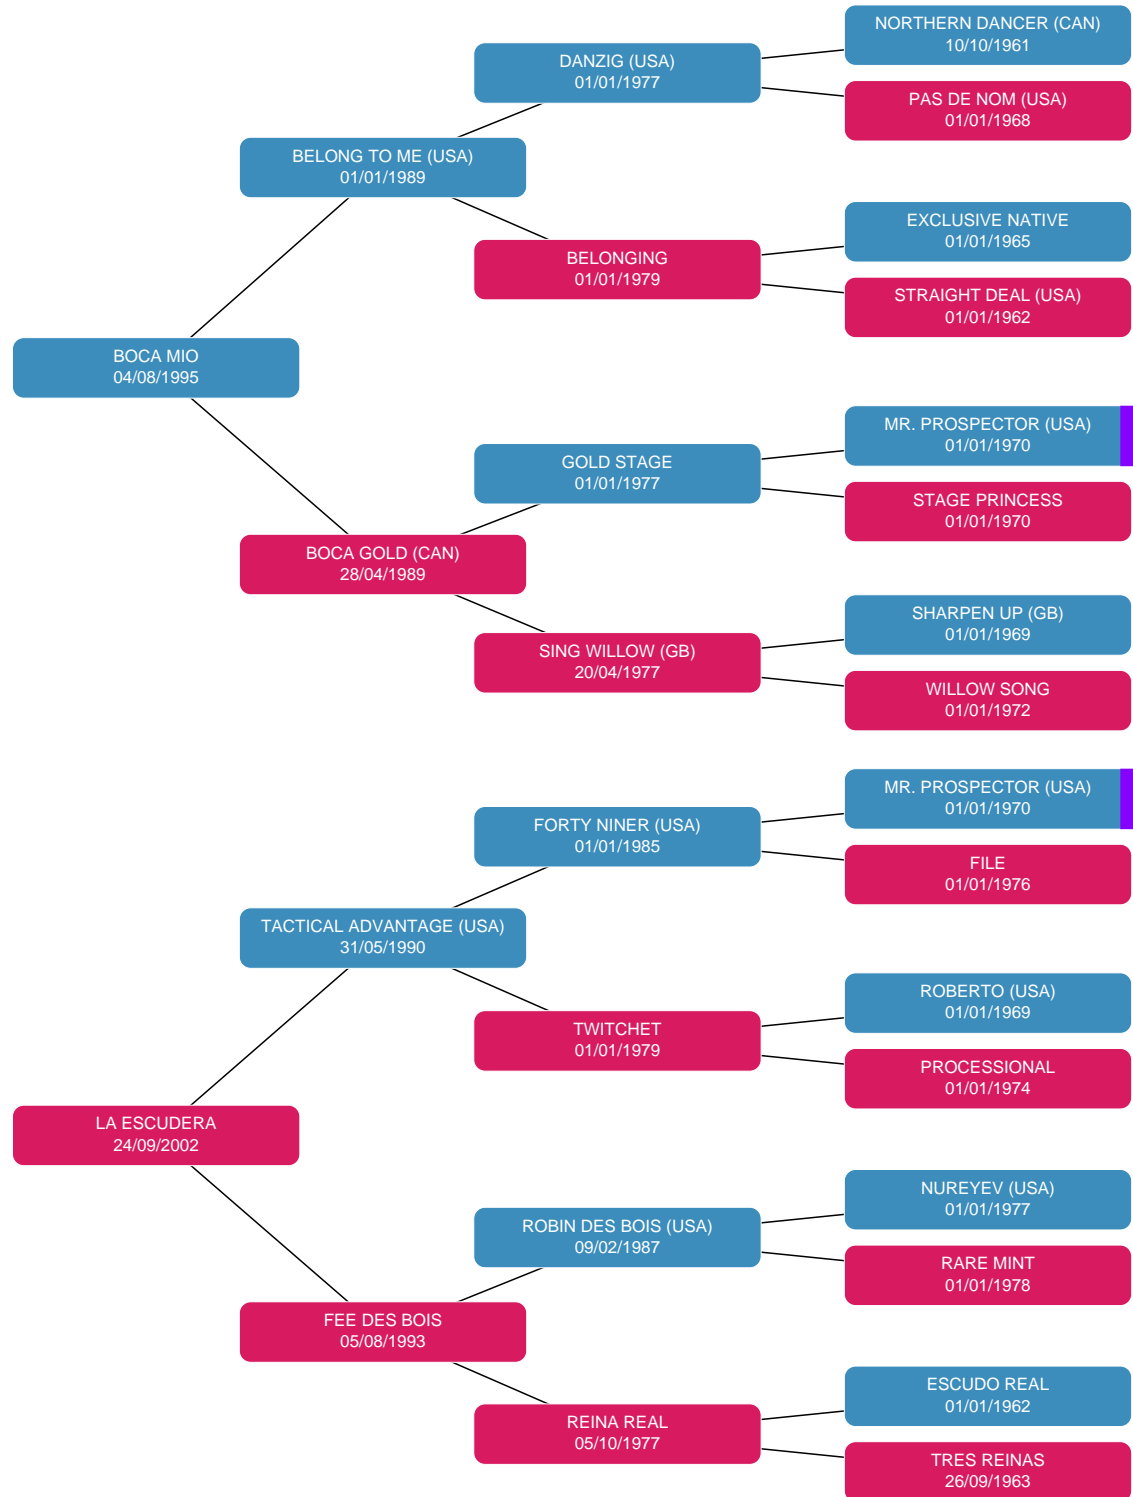 NORTHERN DANCER (CAN)
10/10/1961
DANZIG (USA)
01/01/1977
PAS DE NOM (USA)
01/01/1968
BELONG TO ME (USA)
01/01/1989
EXCLUSIVE NATIVE
01/01/1965
BELONGING
01/01/1979
STRAIGHT DEAL (USA)
01/01/1962
BOCA MIO
04/08/1995
MR. PROSPECTOR (USA)
01/01/1970
GOLD STAGE
01/01/1977
STAGE PRINCESS
01/01/1970
BOCA GOLD (CAN)
28/04/1989
SHARPEN UP (GB)
01/01/1969
SING WILLOW (GB)
20/04/1977
WILLOW SONG
01/01/1972
MR. PROSPECTOR (USA)
01/01/1970
FORTY NINER (USA)
01/01/1985
FILE
01/01/1976
TACTICAL ADVANTAGE (USA)
31/05/1990
ROBERTO (USA)
01/01/1969
TWITCHET
01/01/1979
PROCESSIONAL
01/01/1974
LA ESCUDERA
24/09/2002
NUREYEV (USA)
01/01/1977
ROBIN DES BOIS (USA)
09/02/1987
RARE MINT
01/01/1978
FEE DES BOIS
05/08/1993
ESCUDO REAL
01/01/1962
REINA REAL
05/10/1977
TRES REINAS
26/09/1963